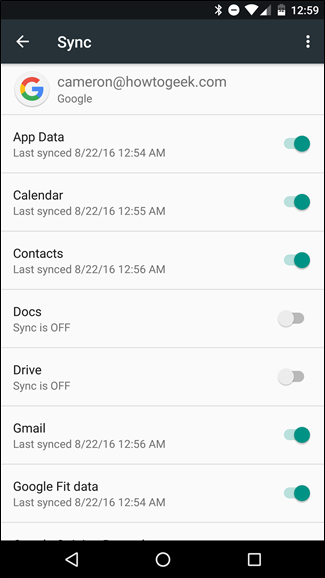 12:59
Sync
cameron@howtogeek.com
Google
App Data
Last synced 8/22/16 12:54 AM
Calendar
Last synced 8/22/16 12:55 AM
Contacts
Last synced 8/22/16 12:56 AM
Docs
Sync is OFF
Drive
Sync is OFF
Gmail
Last synced 8/22/16 12:56 AM
Google Fit data
Last synced 8/22/16 12:54 AM